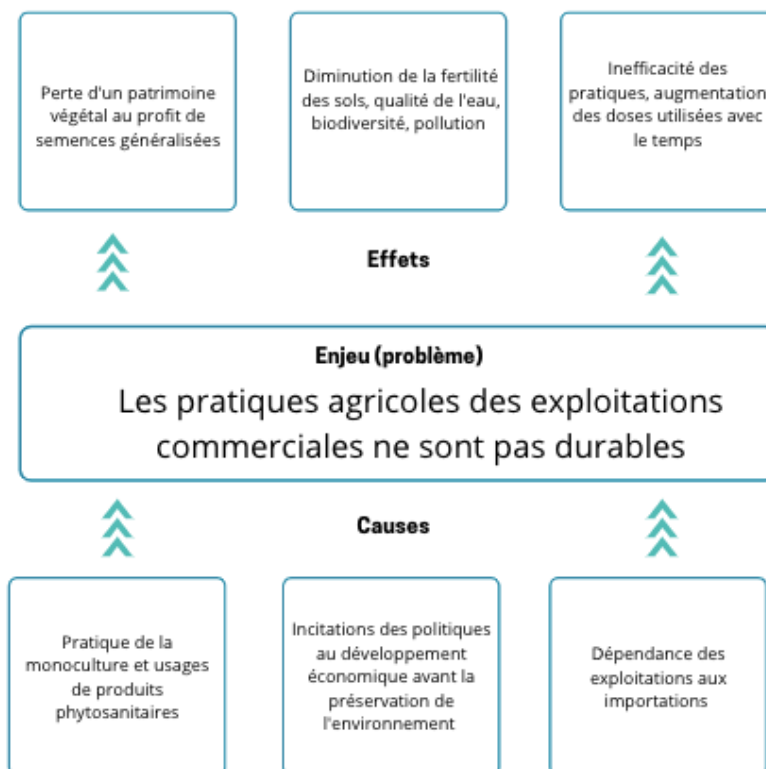 Perte d'un patrimoine
végétal au profit de
semences généralisées
Diminution de la fertilité
des sols, qualité de l'eau,
biodiversité, pollution
Inefficacité des
pratiques, augmentation
des doses utilisées avec
le temps
Effets
Enjeu (problème)
Les pratiques agricoles des exploitations
commerciales ne sont pas durables
Causes
Pratique de la
monoculture et usages
de produits
phytosanitaires
Incitations des politiques
au développement
économique avant la
préservation de
l'environnement
Dépendance des
exploitations aux
importations